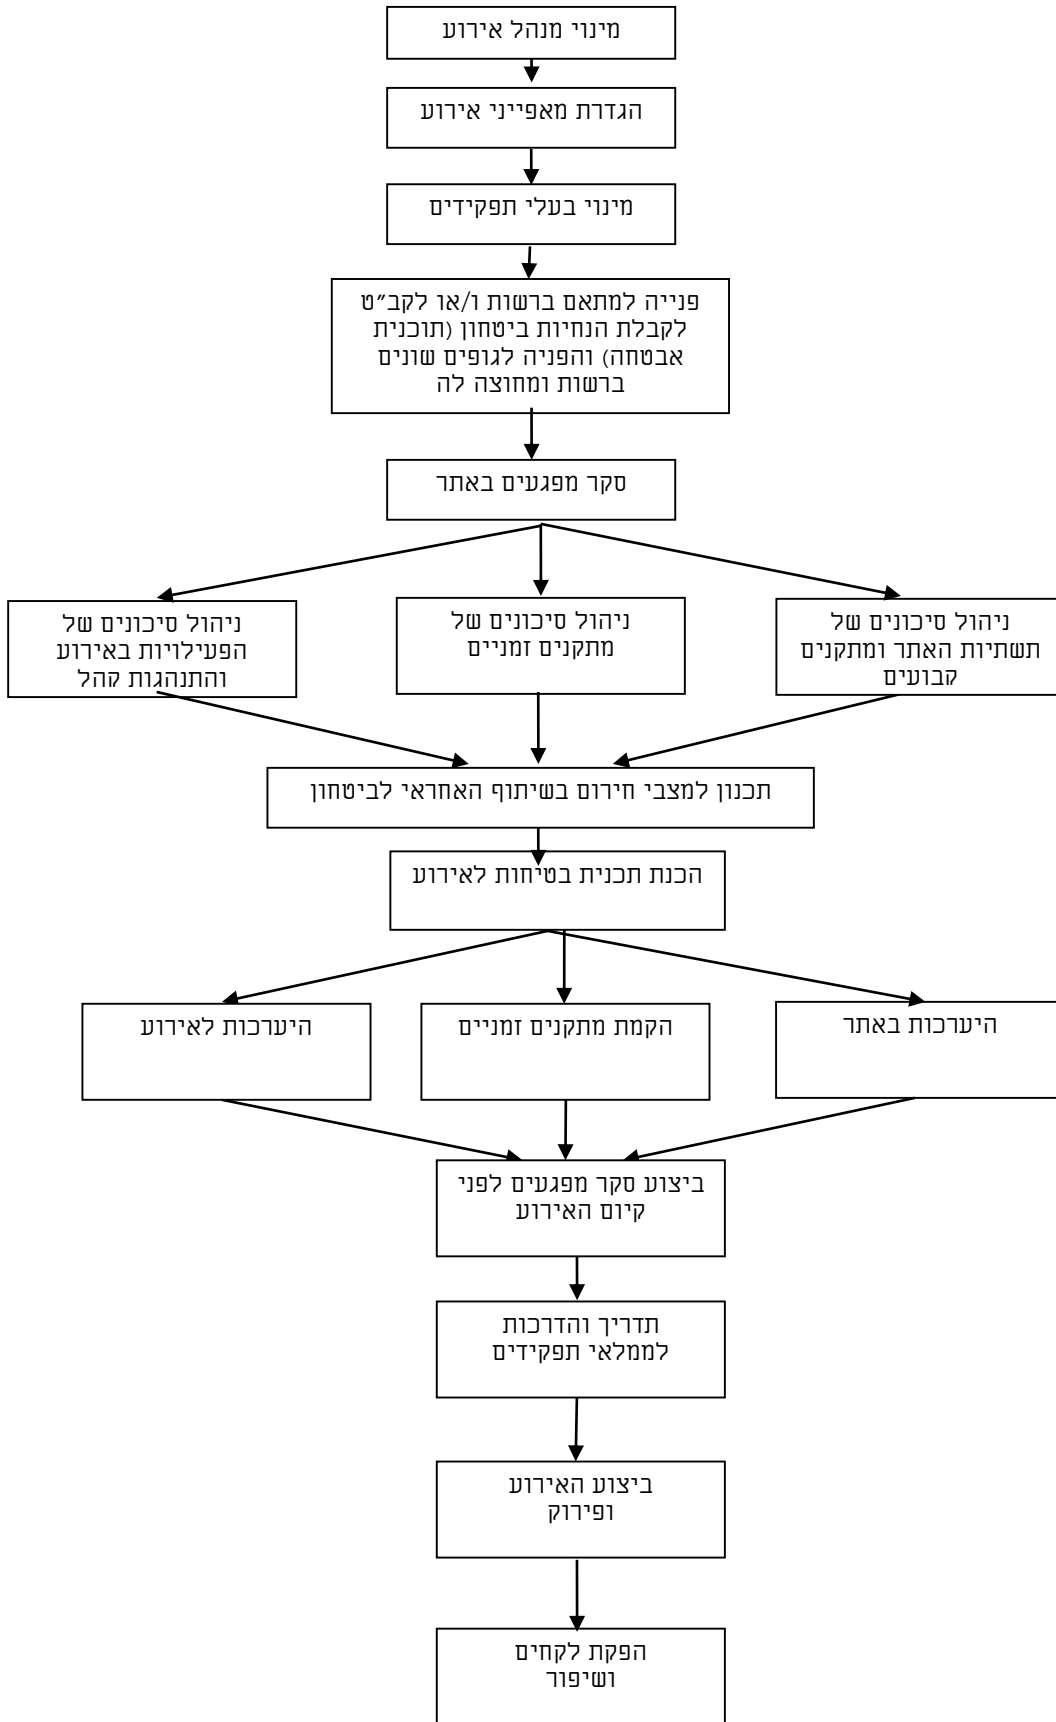 מינוי מנהל אירוע
הגדרת מאפייני אירוע
מינוי בעלי תפקידים
פנייה למתאם ברשות ו/או לקב"ט
לקבלת הנחיות ביטחון (תוכנית
אבטחה) והפניה לגופים שונים
ברשות ומחוצה לה
סקר מפגעים באתר
ניהול סיכונים של
תשתיות האתר ומתקנים
קבועים
ניהול סיכונים של
מתקנים זמניים
ניהול סיכונים של
הפעילויות באירוע
והתנהגות קהל
תכנון למצבי חירום בשיתוף האחראי לביטחון
הכנת תכנית בטיחות לאירוע
היערכות באתר
הקמת מתקנים זמניים
היערכות לאירוע
ביצוע סקר מפגעים לפני
קיום האירוע
תדריך והדרכות
לממלאי תפקידים
ביצוע האירוע
ופירוק
הפקת לקחים
ושיפור